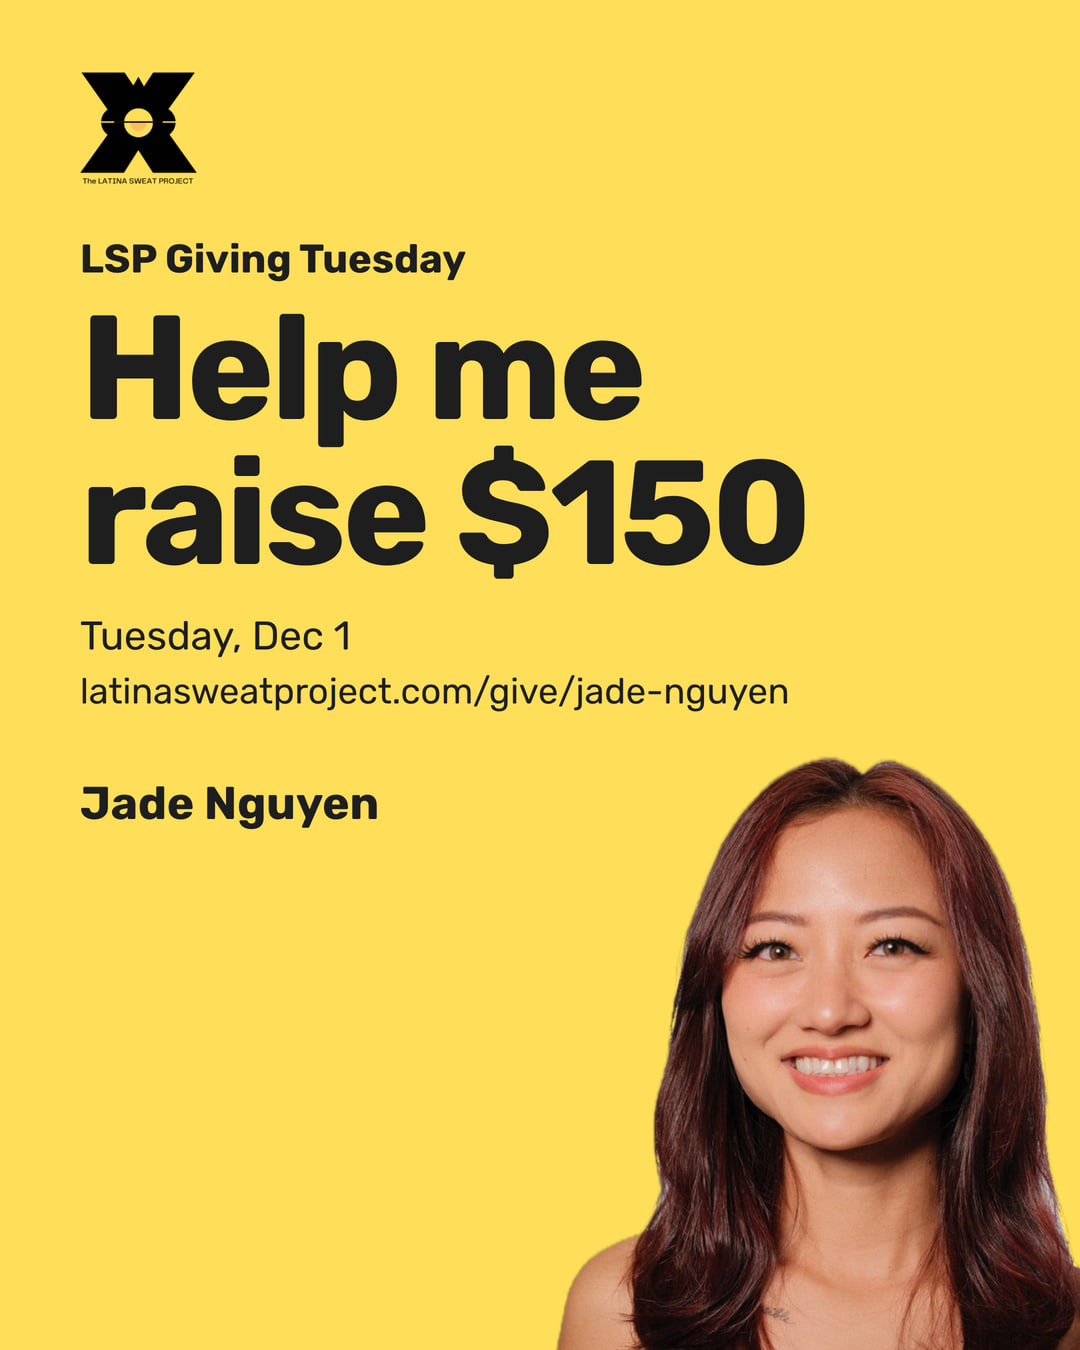 The LATINA SWEAT PROJECT
LSP Giving Tuesday
Help me
raise $150
Tuesday, Dec 1
latinasweatproject.com/give/jade-nguyen
Jade Nguyen